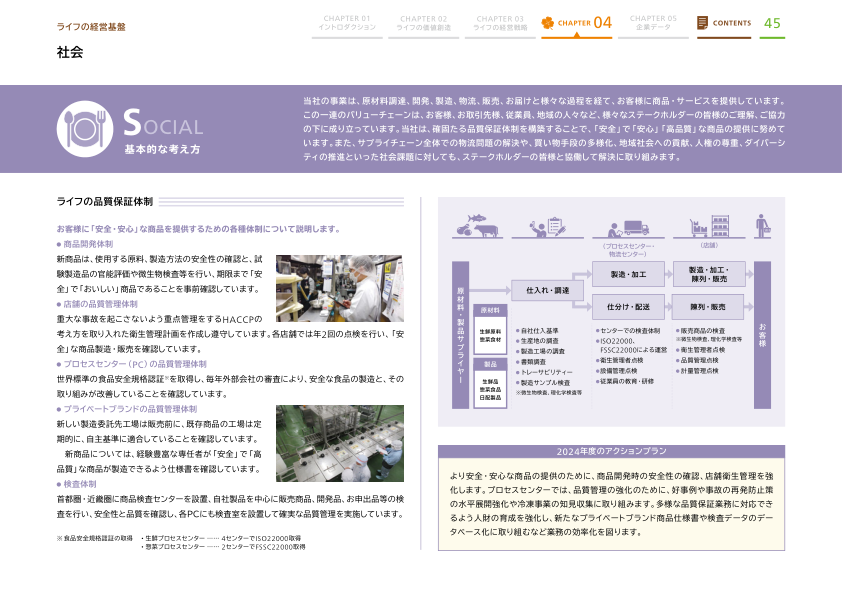 ライフの経営基盤
社会
CHAPTER 01
イントロダクション
CHAPTER 02
ライフの価値創造
CHAPTER 03
ライフの経営戦略
CHAPTER 04
CHAPTER 05
企業データ
CONTENTS
45
SOCIAL
基本的な考え方
当社の事業は、原材料調達、開発、製造、物流、販売、お届けと様々な過程を経て、お客様に商品・サービスを提供しています。
この一連のバリューチェーンは、お客様、お取引先様、従業員、地域の人々など、様々なステークホルダーの皆様のご理解、ご協力
の下に成り立っています。当社は、確固たる品質保証体制を構築することで、「安全」で「安心」「高品質」な商品の提供に努めて
います。また、サプライチェーン全体での物流問題の解決や、買い物手段の多様化、地域社会への貢献、人権の尊重、ダイバーシ
ティの推進といった社会課題に対しても、ステークホルダーの皆様と協働して解決に取り組みます。
ライフの品質保証体制
お客様に「安全・安心」な商品を提供するための各種体制について説明します。
●商品開発体制
新商品は、使用する原料、製造方法の安全性の確認と、試
験製造品の官能評価や微生物検査等を行い、期限まで「安
全」で「おいしい」商品であることを事前確認しています。
●店舗の品質管理体制
重大な事故を起こさないよう重点管理をするHACCPの
考え方を取り入れた衛生管理計画を作成し遵守しています。各店舗では年2回の点検を行い、「安
全」な商品製造・販売を確認しています。
●プロセスセンター（PC）の品質管理体制
世界標準の食品安全規格認証※を取得し、毎年外部会社の審査により、安全な食品の製造と、その
取り組みが改善していることを確認しています。
●プライベートブランドの品質管理体制
新しい製造委託先工場は販売前に、既存商品の工場は定
期的に、自主基準に適合していることを確認しています。
新商品については、経験豊富な専任者が「安全」で「高
品質」な商品が製造できるよう仕様書を確認しています。
●検査体制
首都圏・近畿圏に商品検査センターを設置、自社製品を中心に販売商品、開発品、お申出品等の検
査を行い、安全性と品質を確認し、各PCにも検査室を設置して確実な品質管理を実施しています。
※食品安全規格認証の取得　・生鮮プロセスセンター …… 4センターでISO22000取得
・惣菜プロセスセンター …… 2センターでFSSC22000取得
（プロセスセンター・
物流センター）
（店舗）
原材料・製品サプライヤー
仕入れ・調達
製造・加工
製造・加工・
陳列・販売
仕分け・配送
陳列・販売
お客様
原材料
生鮮原料
惣菜食材
製品
生鮮品
惣菜食品
日配製品
●自社仕入基準
●生産地の調査
●製造工場の調査
●書類調査
●トレーサビリティー
●製造サンプル検査
※微生物検査、理化学検査等
●センターでの検査体制
●ISO22000、
FSSC22000による運営
●衛生管理者点検
●設備管理点検
●従業員の教育・研修
●販売商品の検査
※微生物検査、理化学検査等
●衛生管理者点検
●品質管理点検
●計量管理点検
2024年度のアクションプラン
より安全・安心な商品の提供のために、商品開発時の安全性の確認、店舗衛生管理を強
化します。プロセスセンターでは、品質管理の強化のために、好事例や事故の再発防止策
の水平展開強化や冷凍事業の知見収集に取り組みます。多様な品質保証業務に対応でき
るよう人財の育成を強化し、新たなプライベートブランド商品仕様書や検査データのデー
タベース化に取り組むなど業務の効率化を図ります。